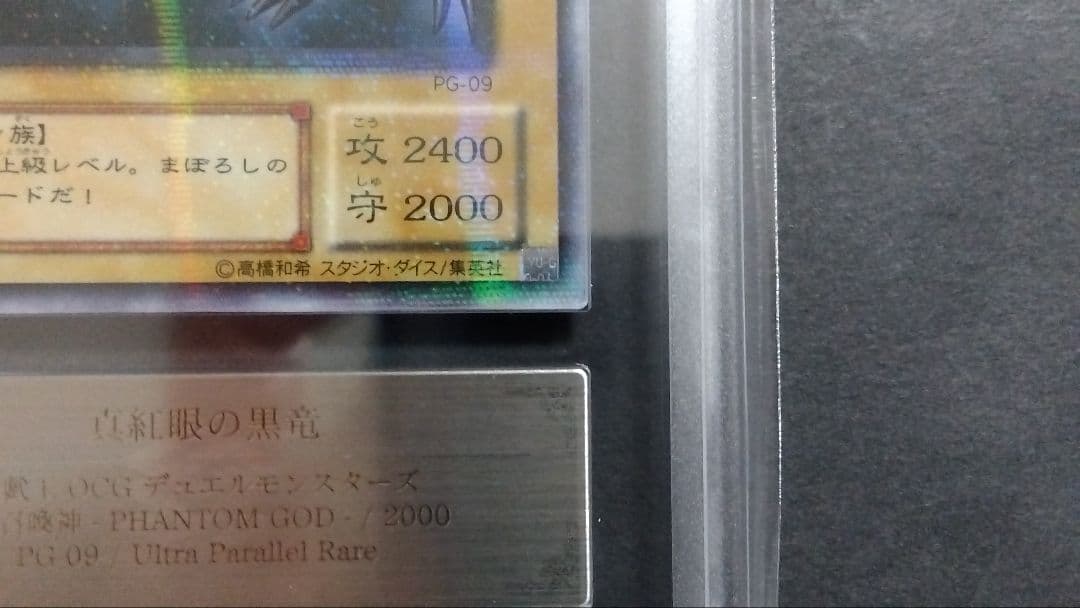 PG-09
族】
上級レベル。まぼろしの
ードだ！
こう
攻 2400
しゅ
守 2000
©高橋和希 スタジオ・ダイス/集英社
真紅眼の黒竜
OCG デュエルモンスターズ
召喚神 - PHANTOM GOD - / 2000
PG 09 / Ultra Parallel Rare